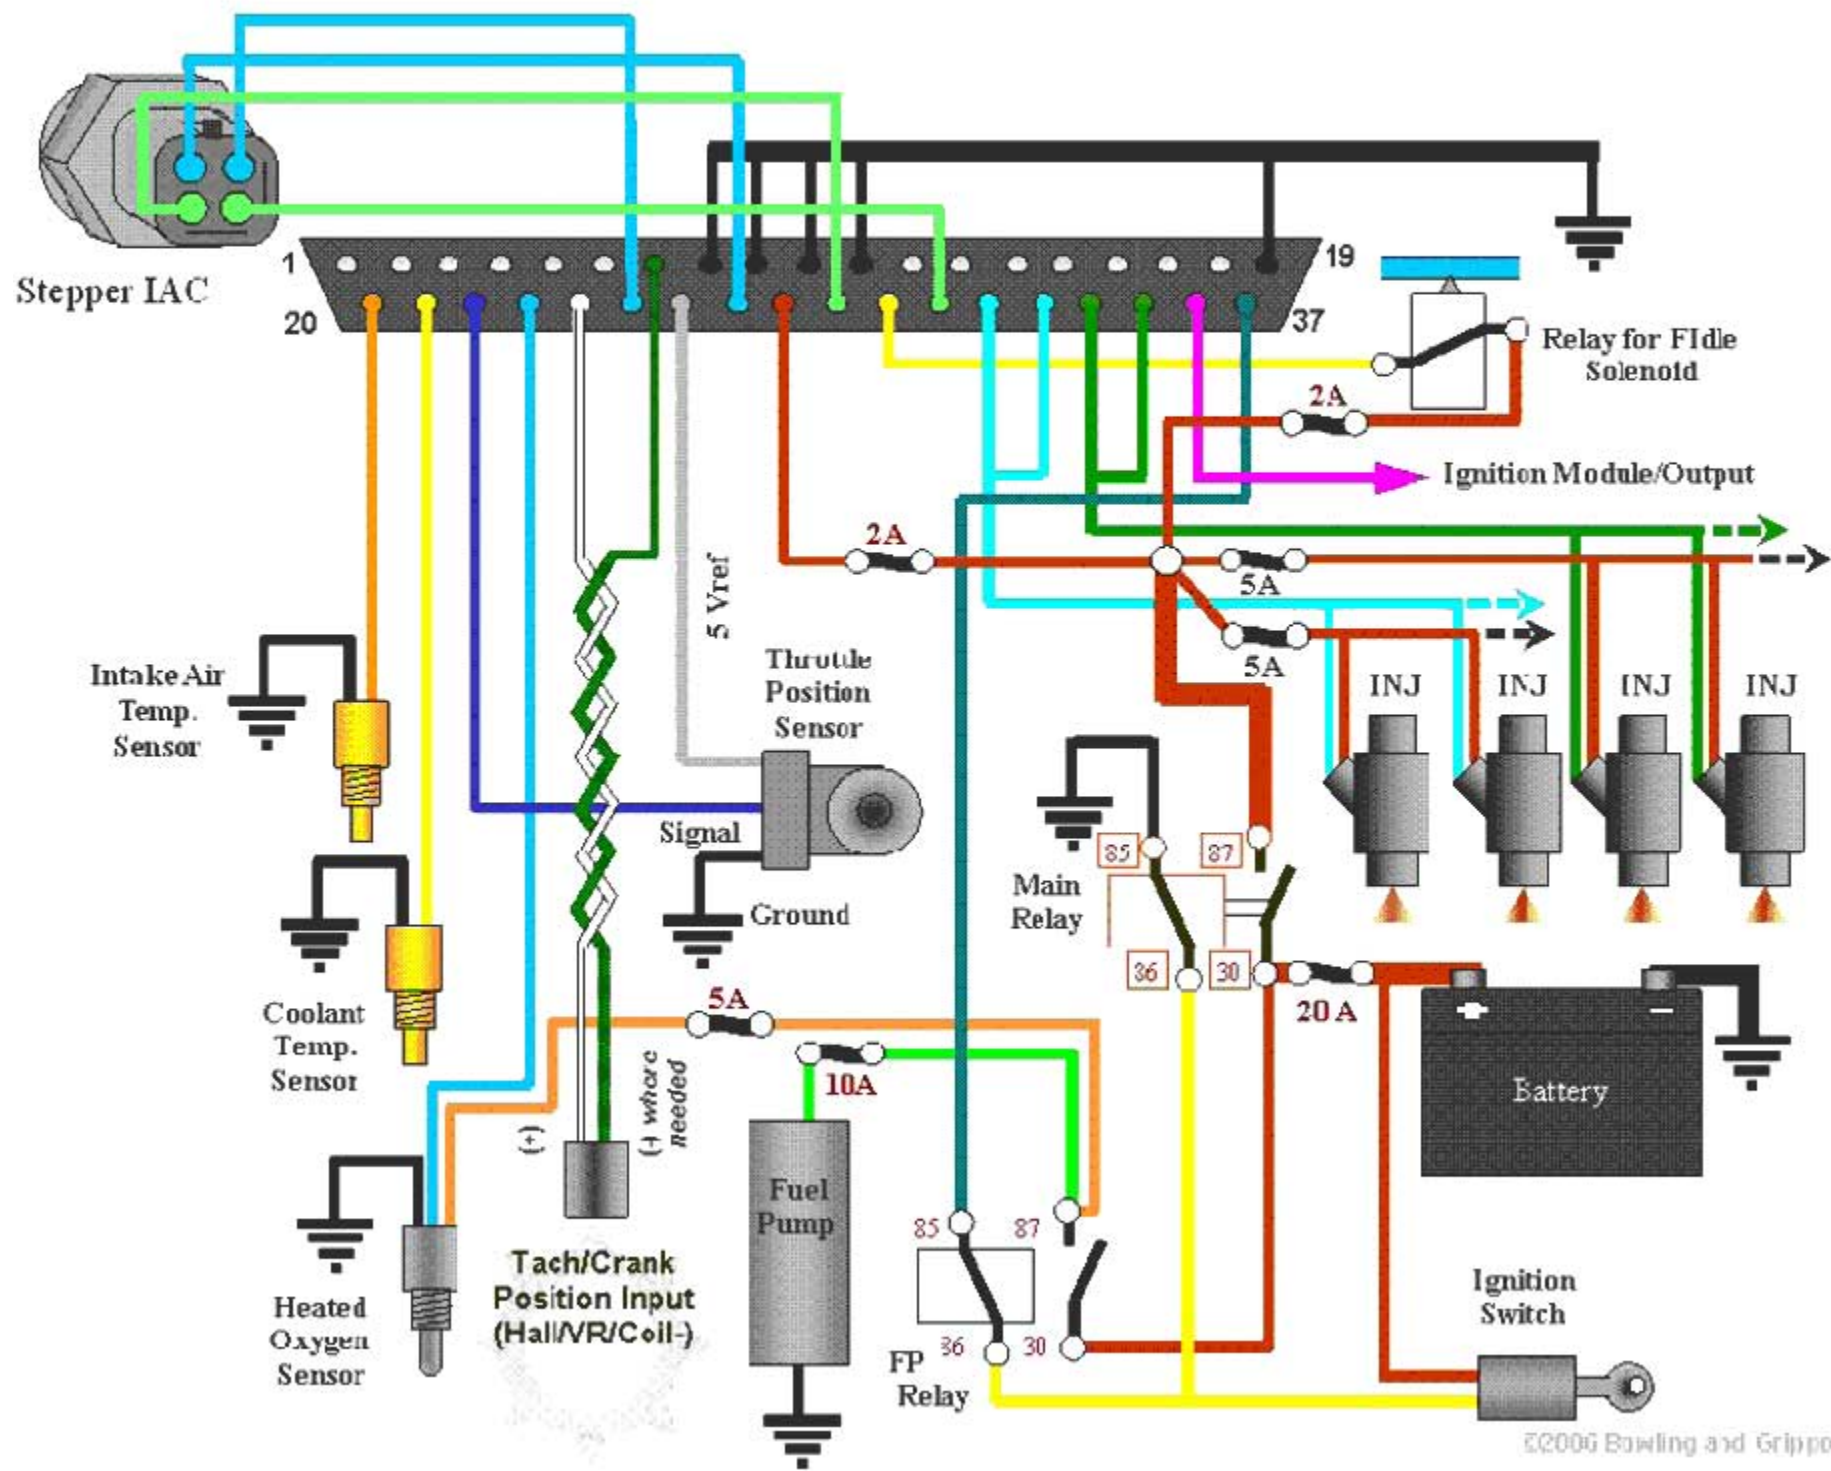 Stepper IAC
1
19
20
37
Relay for FIdle
Solenoid
2A
Ignition Module/Output
2A
5A
5A
5 Vref
Intake Air
Temp.
Sensor
Throttle
Position
Sensor
INJ
INJ
INJ
INJ
Signal
Ground
85
87
Main
Relay
86
30
20 A
Coolant
Temp.
Sensor
5A
10A
(+)
(-) where
needed
Battery
Fuel
Pump
85
87
Tach/Crank
Position Input
(Hall/VR/Coil-)
Heated
Oxygen
Sensor
86
30
FP
Relay
Ignition
Switch
©2006 Bowling and Grippo